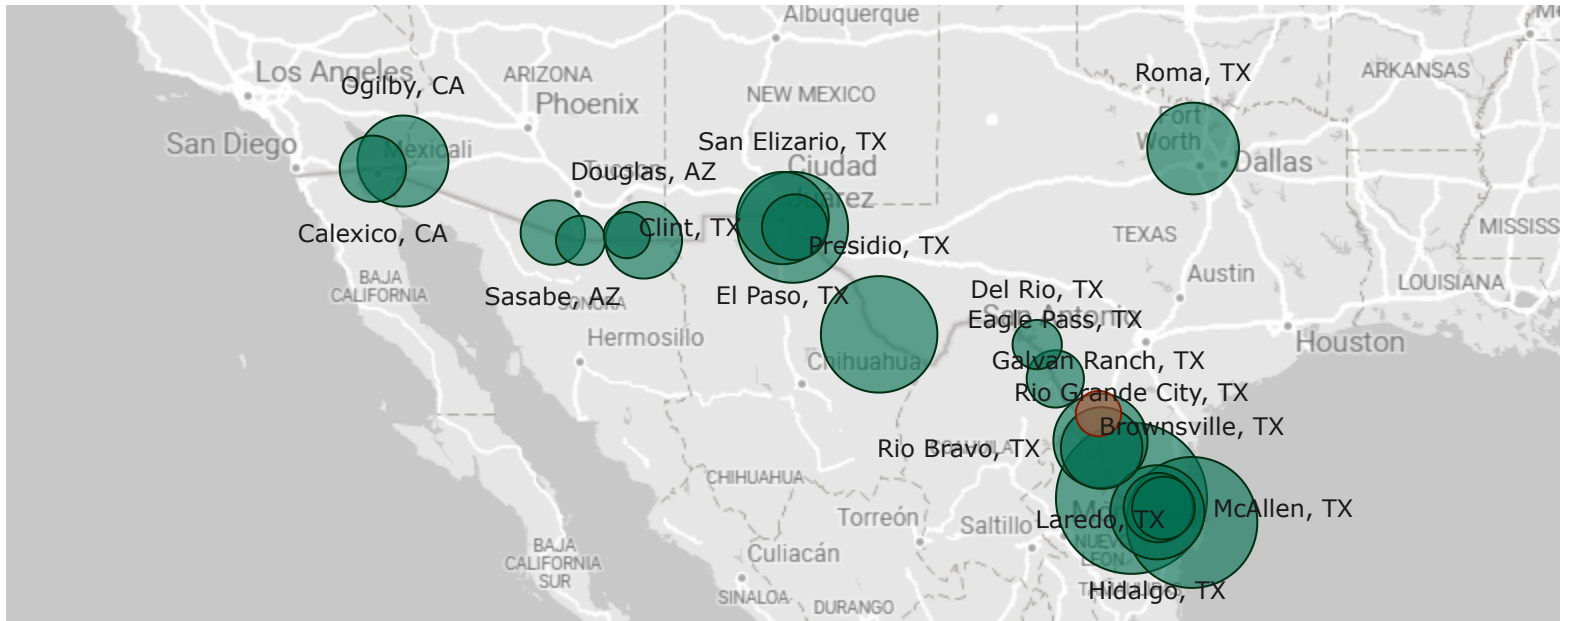 Albuquerque
Los Angeles
Ogilby, CA
ARIZONA
Phoenix
NEW MEXICO
Roma, TX
ARKANSAS
Fort
Worth
Dallas
San Diego
Mexicali
San Elizario, TX
Ciudad
Juárez
Douglas, AZ
Tucson
Calexico, CA
Clint, TX
Presidio, TX
TEXAS
MISSISS
BAJA
CALIFORNIA
Sasabe, AZ
SONORA
El Paso, TX
Del Rio, TX
Austin
LOUISIANA
San Antonio
Eagle Pass, TX
Hermosillo
Houston
Chihuahua
Galvan Ranch, TX
Rio Grande City, TX
Brownsville, TX
Rio Bravo, TX
COAHUILA
CHIHUAHUA
Torreón
Saltillo
Laredo, TX
McAllen, TX
NUEVO
LEON
BAJA
CALIFORNIA
SUR
Culiacán
SINALOA
DURANGO
Hidalgo, TX
TAMAULIPAS